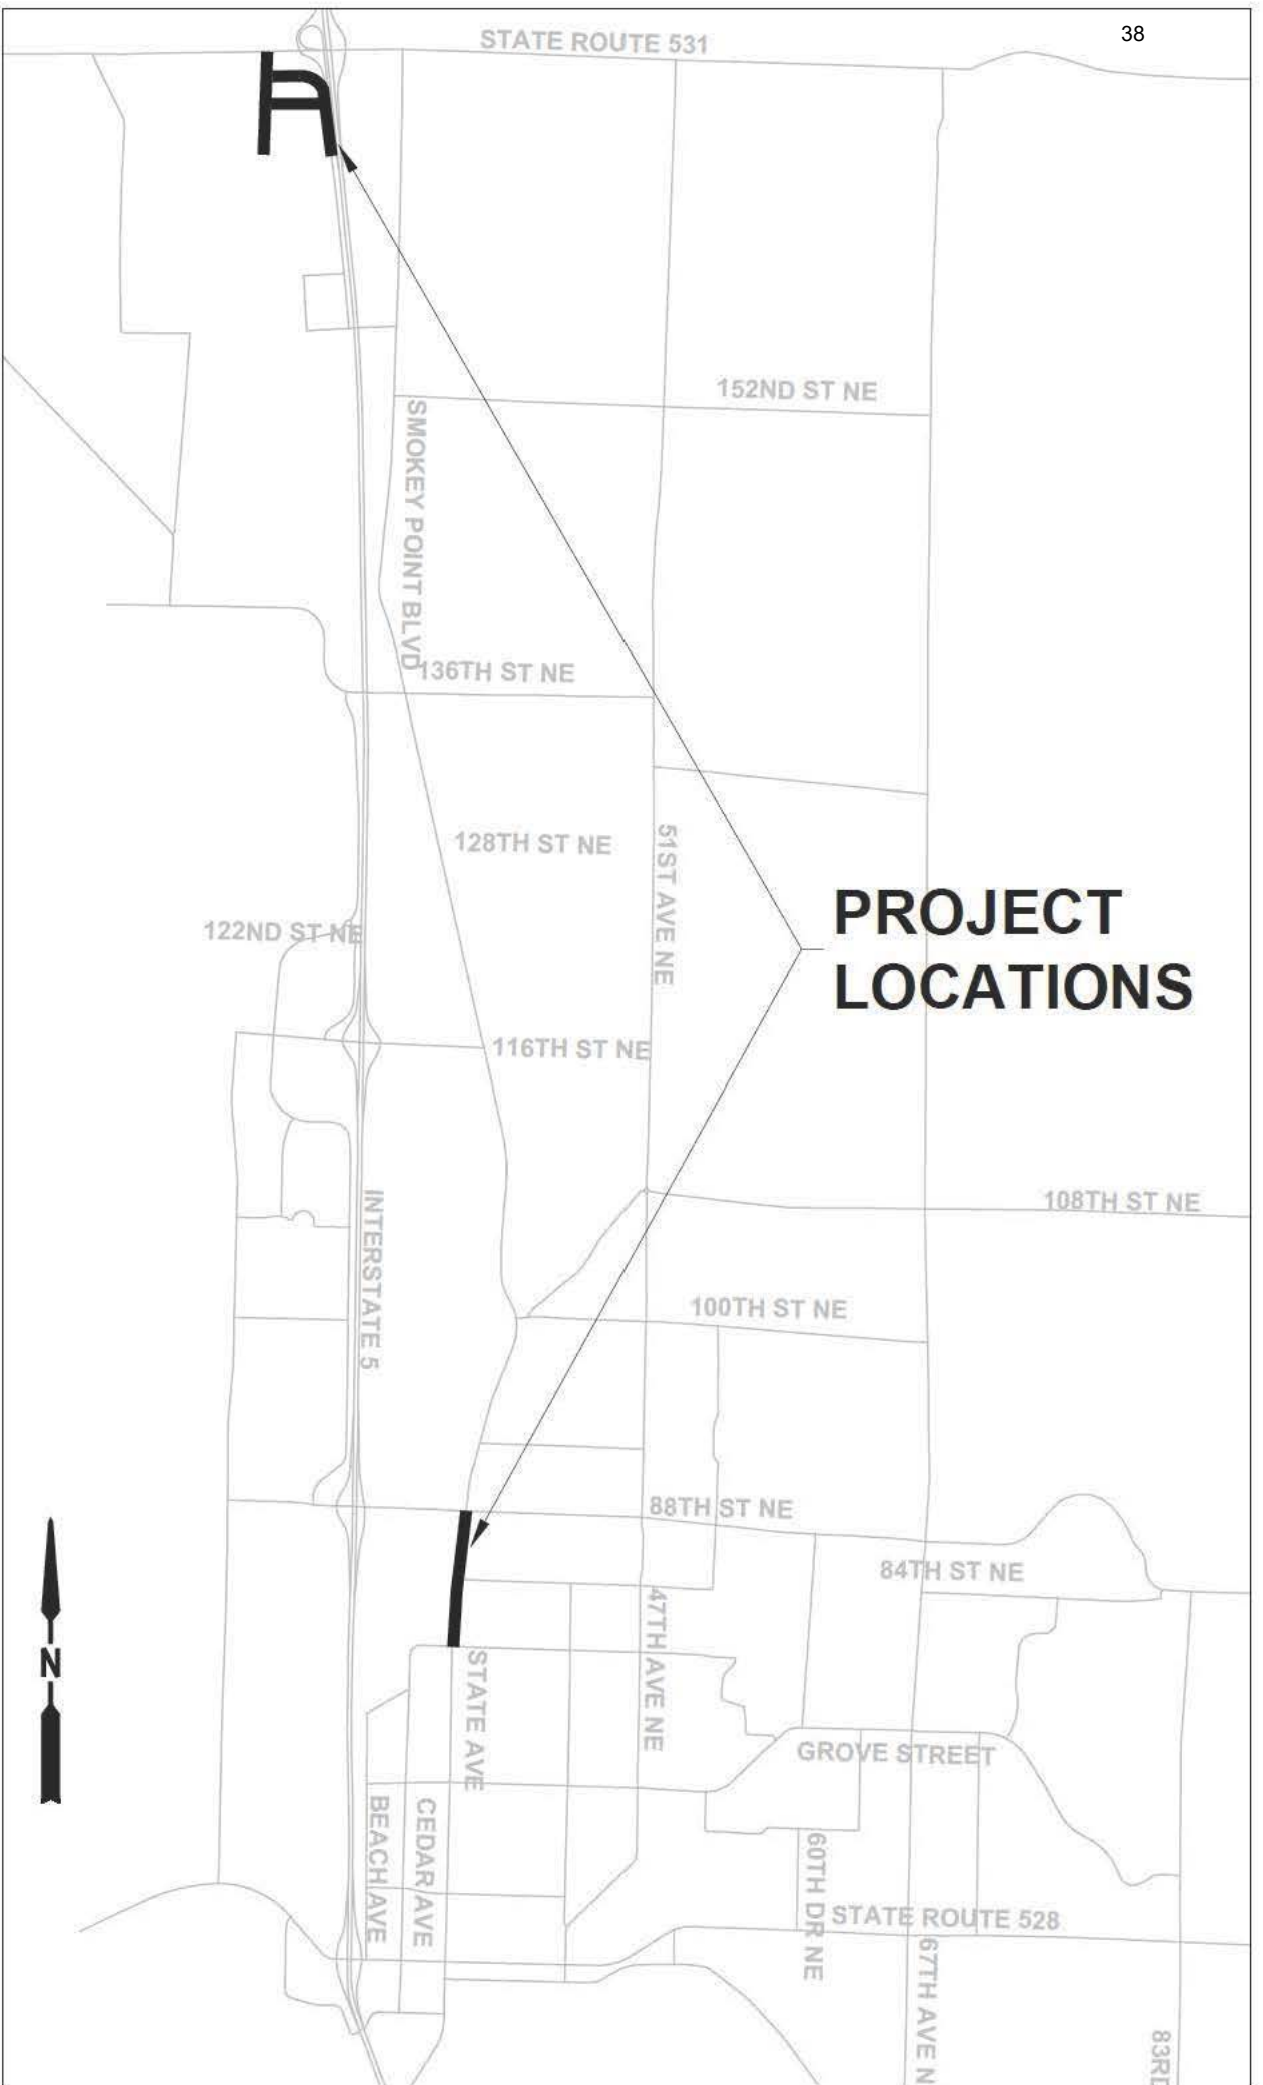 38
STATE ROUTE 531
152ND ST NE
SMOKEY POINT BLVD
136TH ST NE
128TH ST NE
51ST AVE NE
PROJECT
LOCATIONS
122ND ST NE
116TH ST NE
INTERSTATE 5
108TH ST NE
100TH ST NE
88TH ST NE
84TH ST NE
47TH AVE NE
N
STATE AVE
GROVE STREET
BEACH AVE
CEDAR AVE
60TH DR NE
STATE ROUTE 528
67TH AVE N
83RD